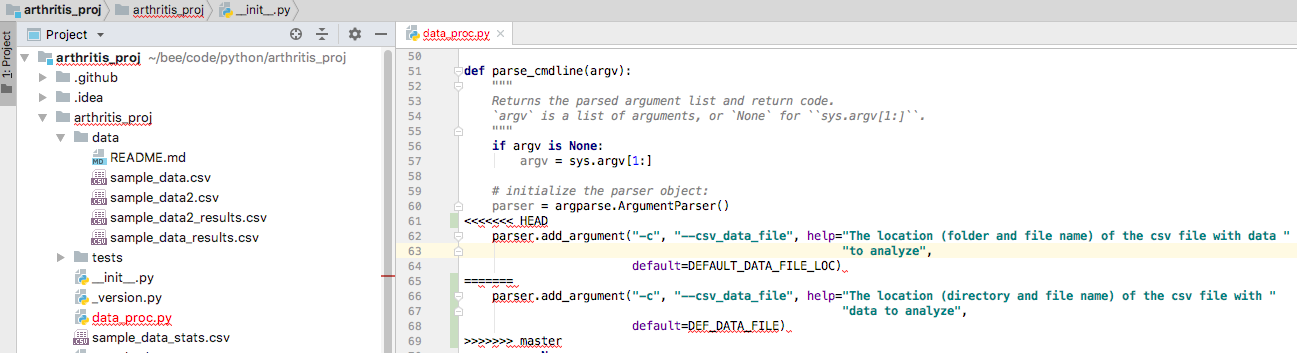 arthritis_proj arthritis_proj __init__.py
1: Project
Project
data_proc.py
arthritis_proj ~/bee/code/python/arthritis_proj
.github
.idea
arthritis_proj
data
README.md
sample_data.csv
sample_data2.csv
sample_data2_results.csv
sample_data_results.csv
tests
__init__.py
_version.py
data_proc.py
sample_data_stats.csv
50
51 def parse_cmdline(argv):
52 """
53 Returns the parsed argument list and return code.
54 `argv` is a list of arguments, or `None` for ``sys.argv[1:]``.
55 """
56 if argv is None:
57 argv = sys.argv[1:]
58
59 # initialize the parser object:
60 parser = argparse.ArgumentParser()
61 <<<<<<< HEAD
62 parser.add_argument("-c", "--csv_data_file", help="The location (folder and file name) of the csv file with data "
63 "to analyze",
64 default=DEFAULT_DATA_FILE_LOC)
65 =======
66 parser.add_argument("-c", "--csv_data_file", help="The location (directory and file name) of the csv file with "
67 "data to analyze",
68 default=DEF_DATA_FILE)
69 >>>>>>> master